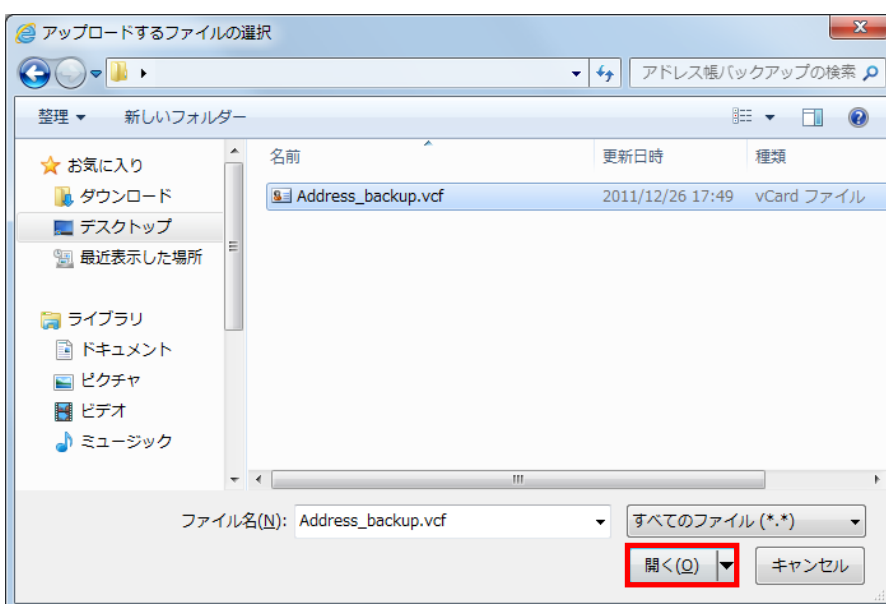 アップロードするファイルの選択
アドレス帳バックアップの検索
整理 新しいフォルダー
名前 更新日時 種類
お気に入り
ダウンロード
デスクトップ
最近表示した場所
ライブラリ
ドキュメント
ピクチャ
ビデオ
ミュージック
Address_backup.vcf 2011/12/26 17:49 vCard ファイル
ファイル名(N): Address_backup.vcf すべてのファイル (*.*)
開く(O) キャンセル